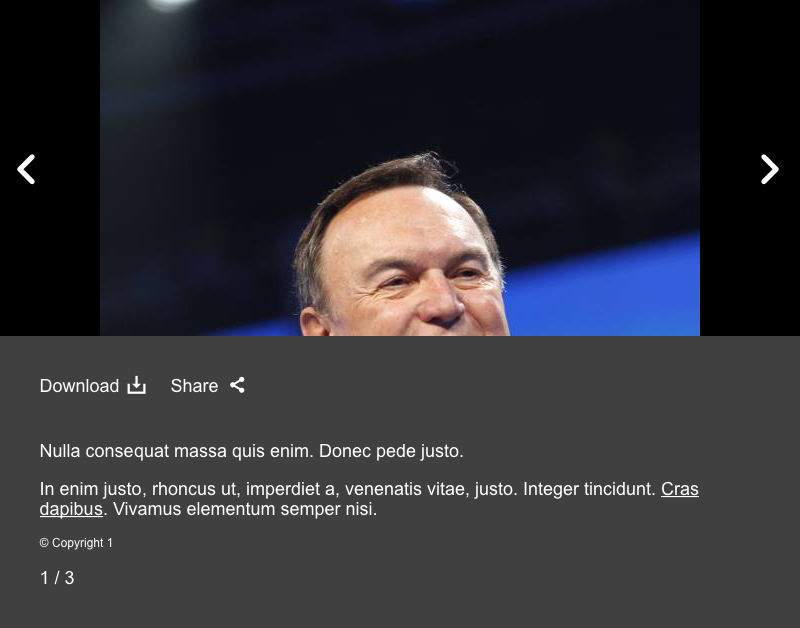 Download Share
Nulla consequat massa quis enim. Donec pede justo.
In enim justo, rhoncus ut, imperdiet a, venenatis vitae, justo. Integer tincidunt. Cras
dapibus. Vivamus elementum semper nisi.
© Copyright 1
1 / 3